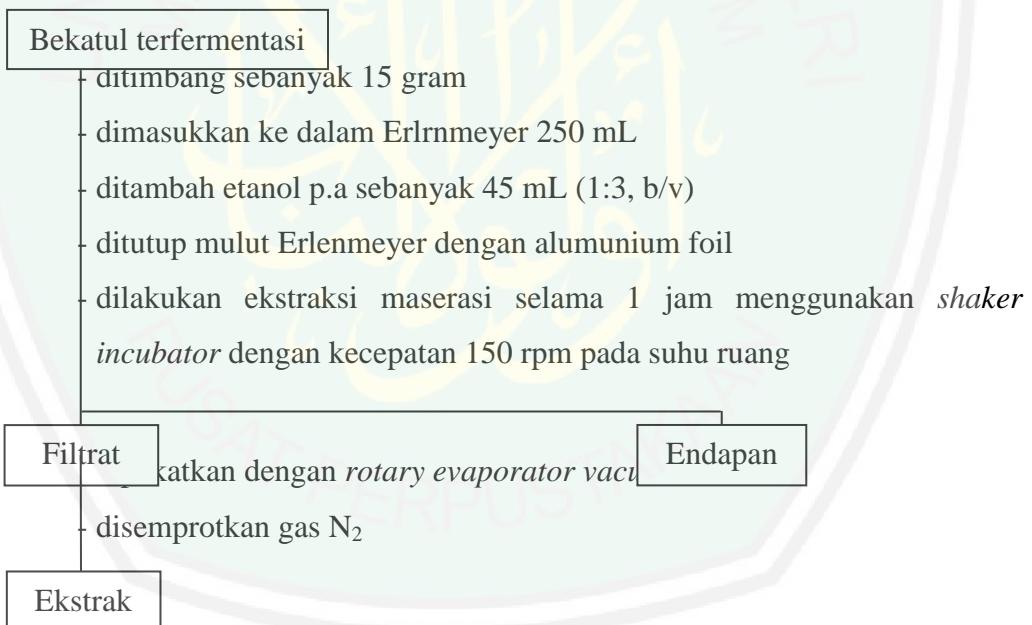 Bekatul terfermentasi
- ditimbang sebanyak 15 gram
- dimasukkan ke dalam Erlrnmeyer 250 mL
- ditambah etanol p.a sebanyak 45 mL (1:3, b/v)
- ditutup mulut Erlenmeyer dengan alumunium foil
- dilakukan ekstraksi maserasi selama 1 jam menggunakan shaker
incubator dengan kecepatan 150 rpm pada suhu ruang
Filtrat
Endapan
dengan rotary evaporator
- disemprotkan gas N₂
Ekstrak
PUSAT PERPUSTAKAAN